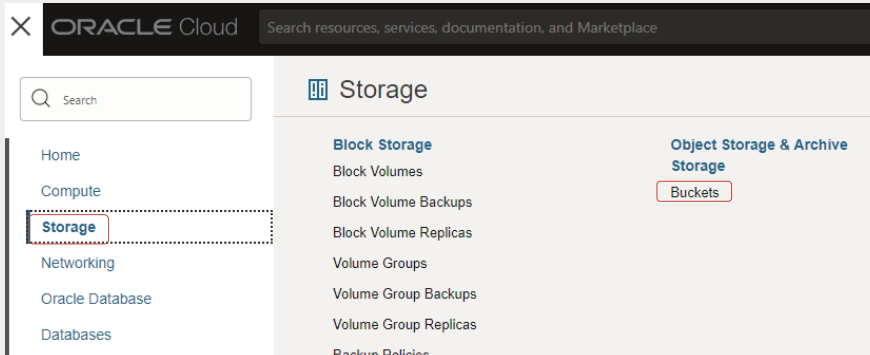 ORACLE Cloud
Search resources, services, documentation, and Marketplace
Search
Home
Compute
Storage
Networking
Oracle Database
Databases
Storage
Block Storage
Block Volumes
Block Volume Backups
Block Volume Replicas
Volume Groups
Volume Group Backups
Volume Group Replicas
Backup Policies
Object Storage & Archive
Storage
Buckets